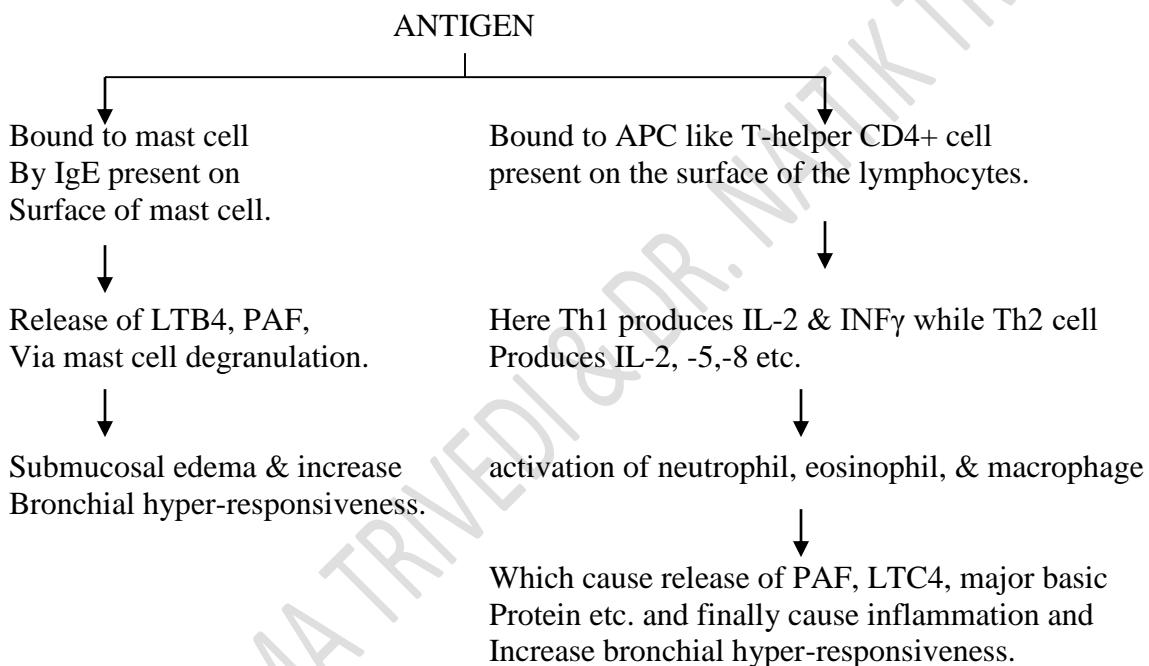 ANTIGEN
Bound to mast cell
By IgE present on
Surface of mast cell.
Bound to APC like T-helper CD4+ cell
present on the surface of the lymphocytes.
Release of LTB4, PAF,
Via mast cell degranulation.
Here Th1 produces IL-2 & INFγ while Th2 cell
Produces IL-2, -5,-8 etc.
Submucosal edema & increase
Bronchial hyper-responsiveness.
activation of neutrophil, eosinophil, & macrophage
Which cause release of PAF, LTC4, major basic
Protein etc. and finally cause inflammation and
Increase bronchial hyper-responsiveness.
MA TRIVEDI & DR. NAITIK